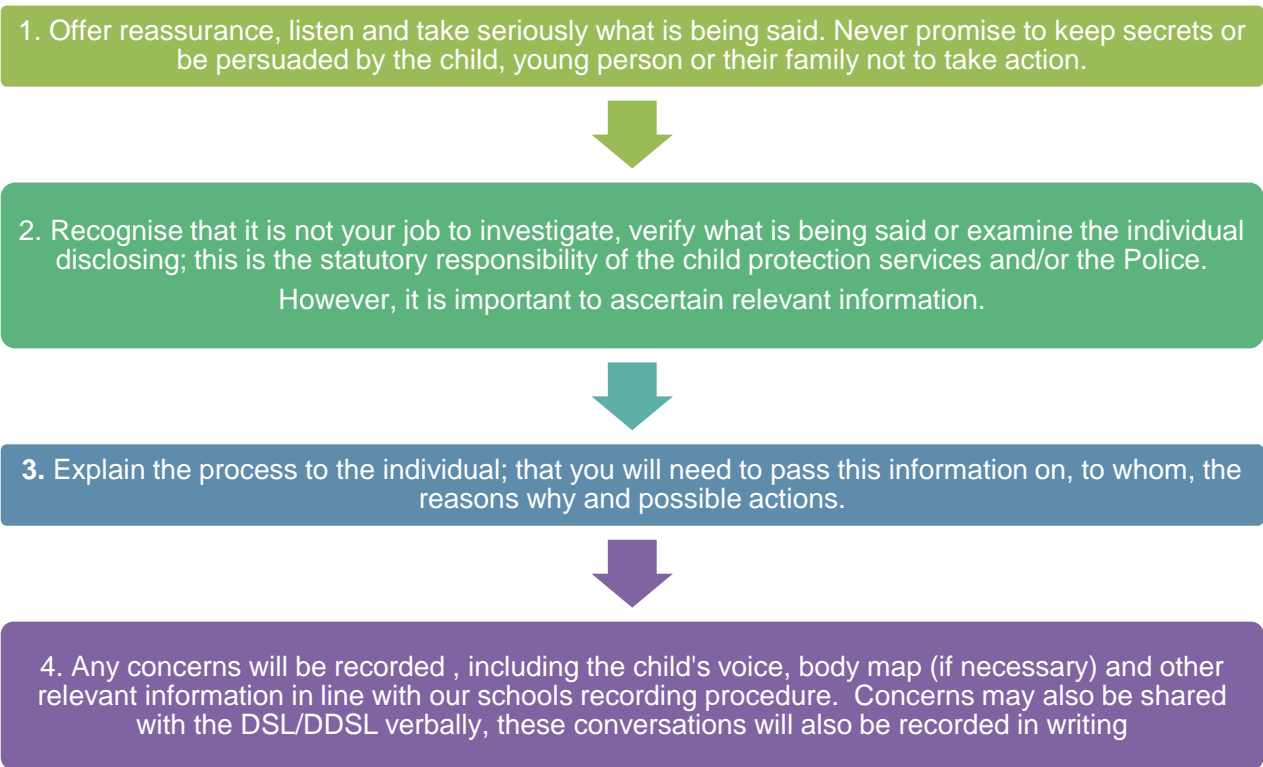 1. Offer reassurance, listen and take seriously what is being said. Never promise to keep secrets or
be persuaded by the child, young person or their family not to take action.
2. Recognise that it is not your job to investigate, verify what is being said or examine the individual
disclosing; this is the statutory responsibility of the child protection services and/or the Police.
However, it is important to ascertain relevant information.
3. Explain the process to the individual; that you will need to pass this information on, to whom, the
reasons why and possible actions.
4. Any concerns will be recorded , including the child's voice, body map (if necessary) and other
relevant information in line with our schools recording procedure.  Concerns may also be shared
with the DSL/DDSL verbally, these conversations will also be recorded in writing